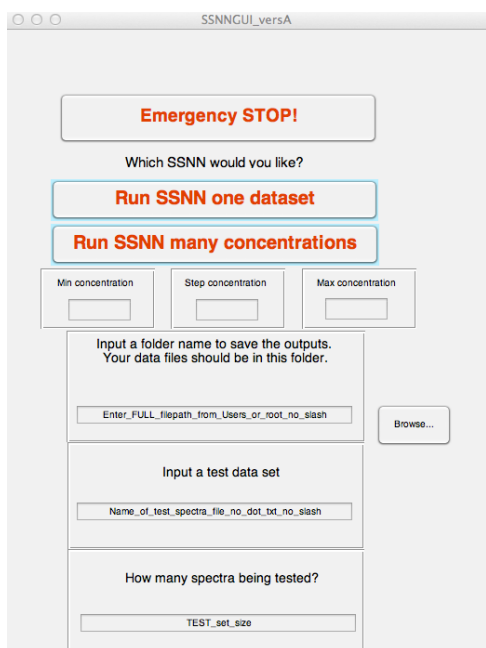 SSNNGUI_versA
Emergency STOP!
Which SSNN would you like?
Run SSNN one dataset
Run SSNN many concentrations
Min concentration
Step concentration
Max concentration
Input a folder name to save the outputs.
Your data files should be in this folder.
Enter_FULL_filepath_from_Users_or_root_no_slash
Browse...
Input a test data set
Name_of_test_spectra_file_no_dot_txt_no_slash
How many spectra being tested?
TEST_set_size